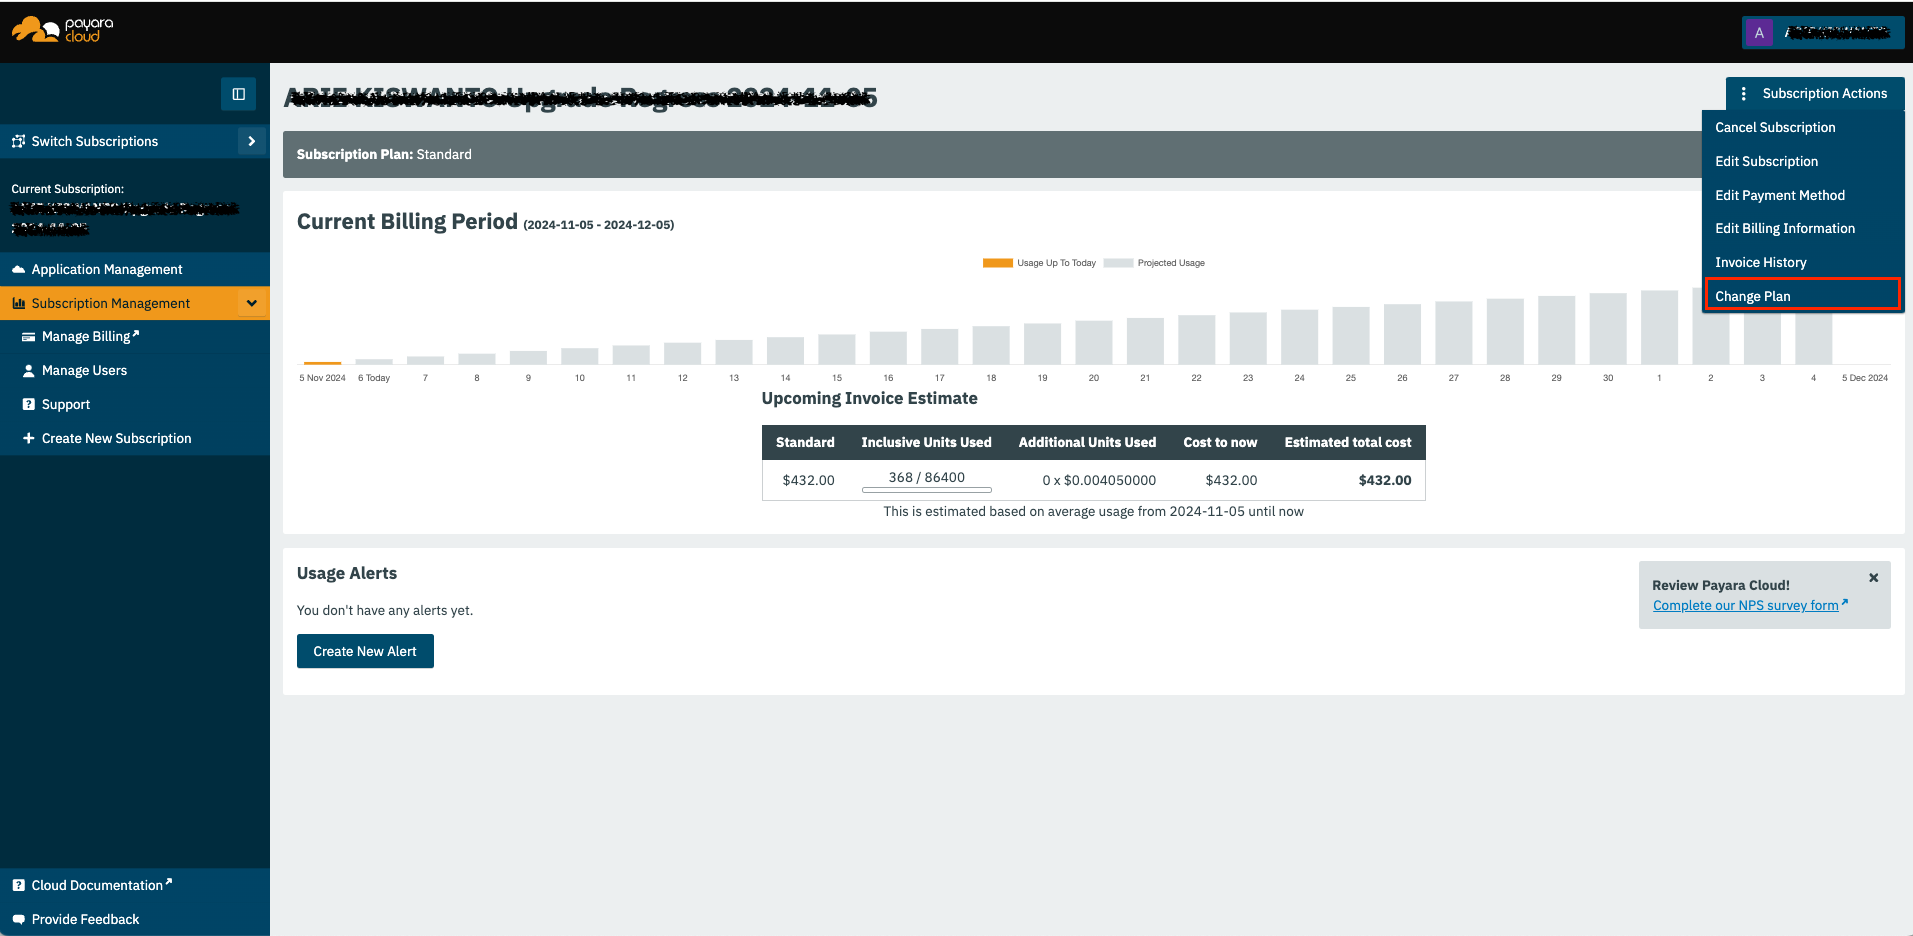 payara
cloud
A
Switch Subscriptions
Current Subscription:
Application Management
Subscription Management
Manage Billing
Manage Users
Support
Create New Subscription
Cloud Documentation
Provide Feedback
Subscription Actions
Cancel Subscription
Edit Subscription
Edit Payment Method
Edit Billing Information
Invoice History
Change Plan
Subscription Plan: Standard
Current Billing Period (2024-11-05 - 2024-12-05)
Usage Up To Today Projected Usage
5 Nov 2024 6 Today 7 8 9 10 11 12 13 14 15 16 17 18 19 20 21 22 23 24 25 26 27 28 29 30 1 2 3 4 5 Dec 2024
Upcoming Invoice Estimate
Standard Inclusive Units Used Additional Units Used Cost to now Estimated total cost
$432.00 368 / 86400 0 x $0.004050000 $432.00 $432.00
This is estimated based on average usage from 2024-11-05 until now
Usage Alerts
You don't have any alerts yet.
Create New Alert
Review Payara Cloud!
Complete our NPS survey form